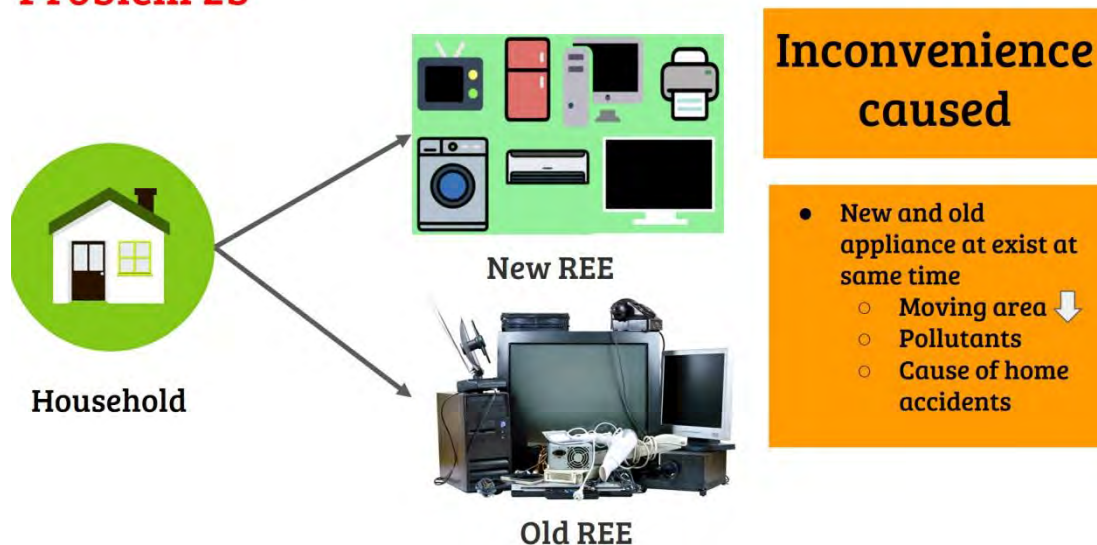 Inconvenience
caused
New REE
Old REE
Household
● New and old
appliance at exist at
same time
○ Moving area
○ Pollutants
○ Cause of home
accidents